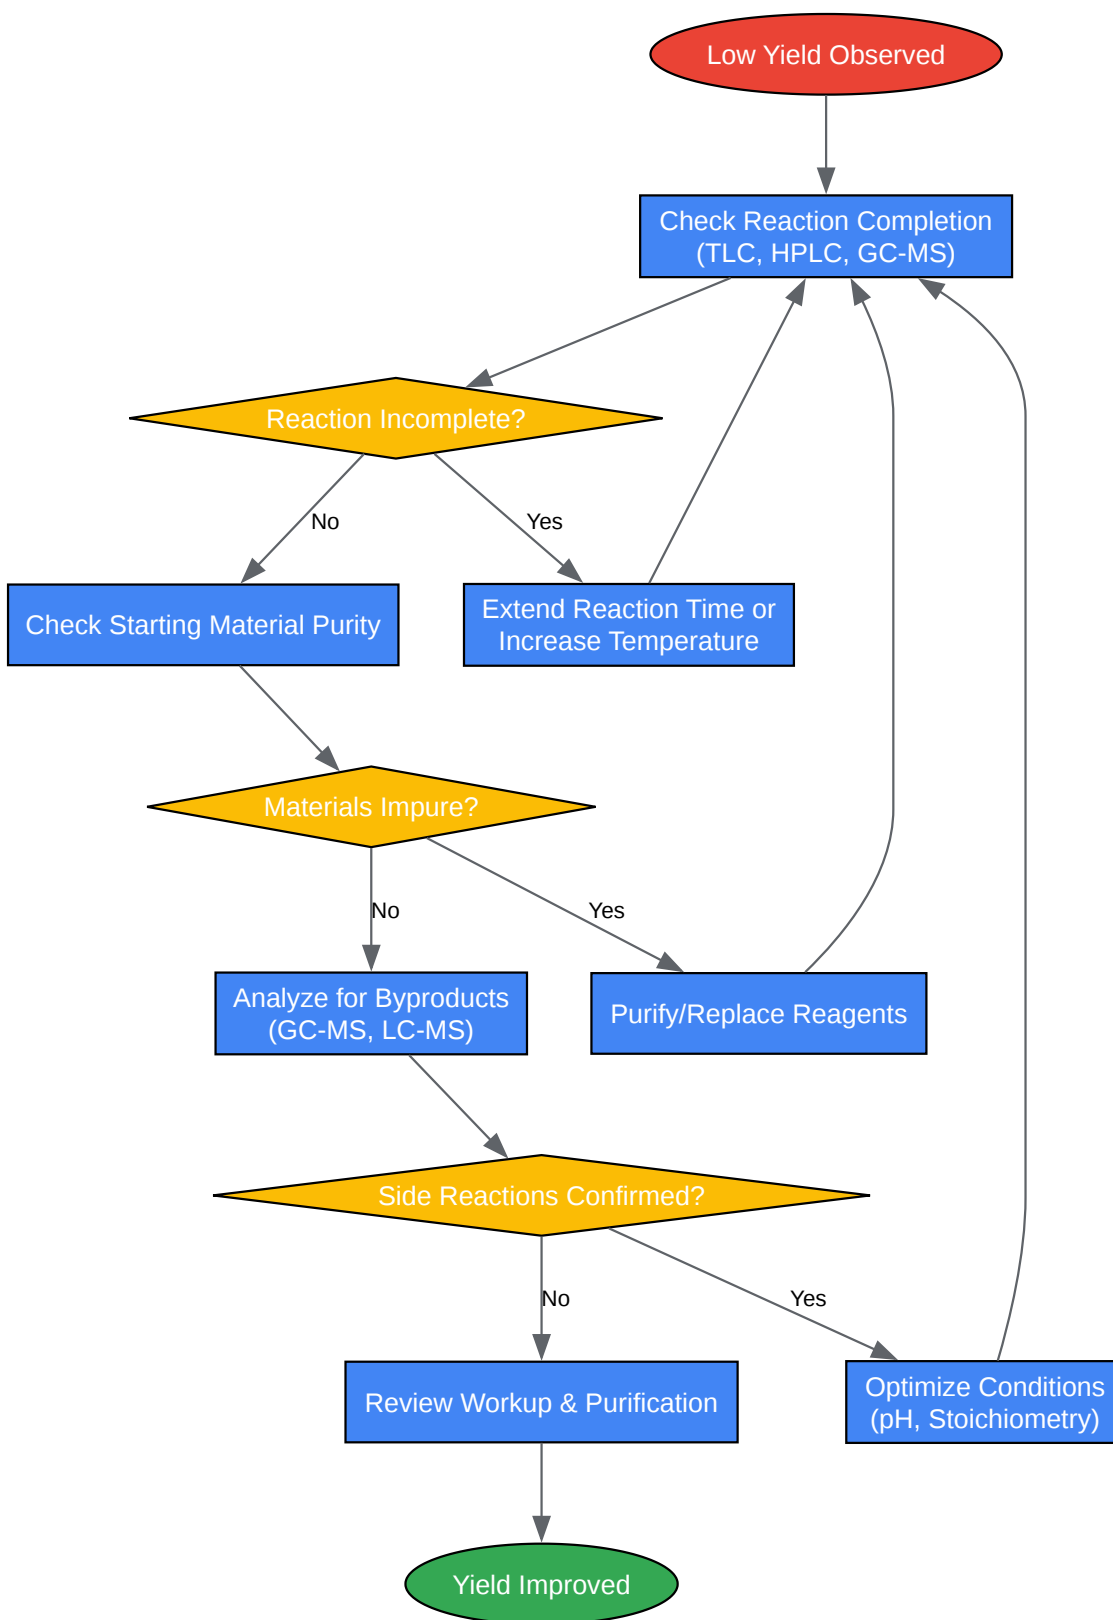 Low Yield Observed
Check Reaction Completion
(TLC, HPLC, GC-MS)
Reaction Incomplete?
No
Yes
Check Starting Material Purity
Extend Reaction Time or
Increase Temperature
Materials Impure?
No
Yes
Analyze for Byproducts
(GC-MS, LC-MS)
Purify/Replace Reagents
Side Reactions Confirmed?
No
Yes
Review Workup & Purification
Optimize Conditions
(pH, Stoichiometry)
Yield Improved